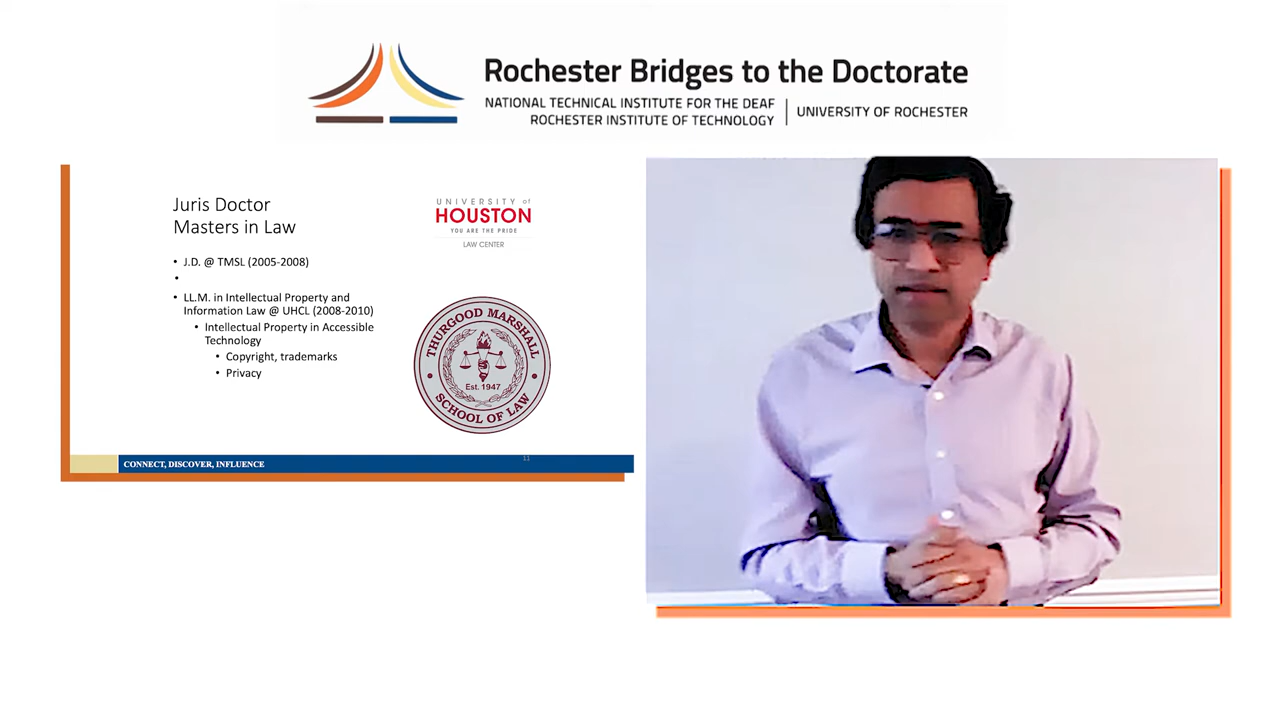 Rochester Bridges to the Doctorate
NATIONAL TECHNICAL INSTITUTE FOR THE DEAF
ROCHESTER INSTITUTE OF TECHNOLOGY
UNIVERSITY OF ROCHESTER
Juris Doctor
Masters in Law
• J.D. @ TMSL (2005-2008)
•
• LL.M. in Intellectual Property and
Information Law @ UHCL (2008-2010)
• Intellectual Property in Accessible
Technology
• Copyright, trademarks
• Privacy
UNIVERSITY of
HOUSTON
YOU ARE THE PRIDE
LAW CENTER
THURGOOD MARSHALL
Est. 1947
SCHOOL OF LAW
CONNECT, DISCOVER, INFLUENCE
11